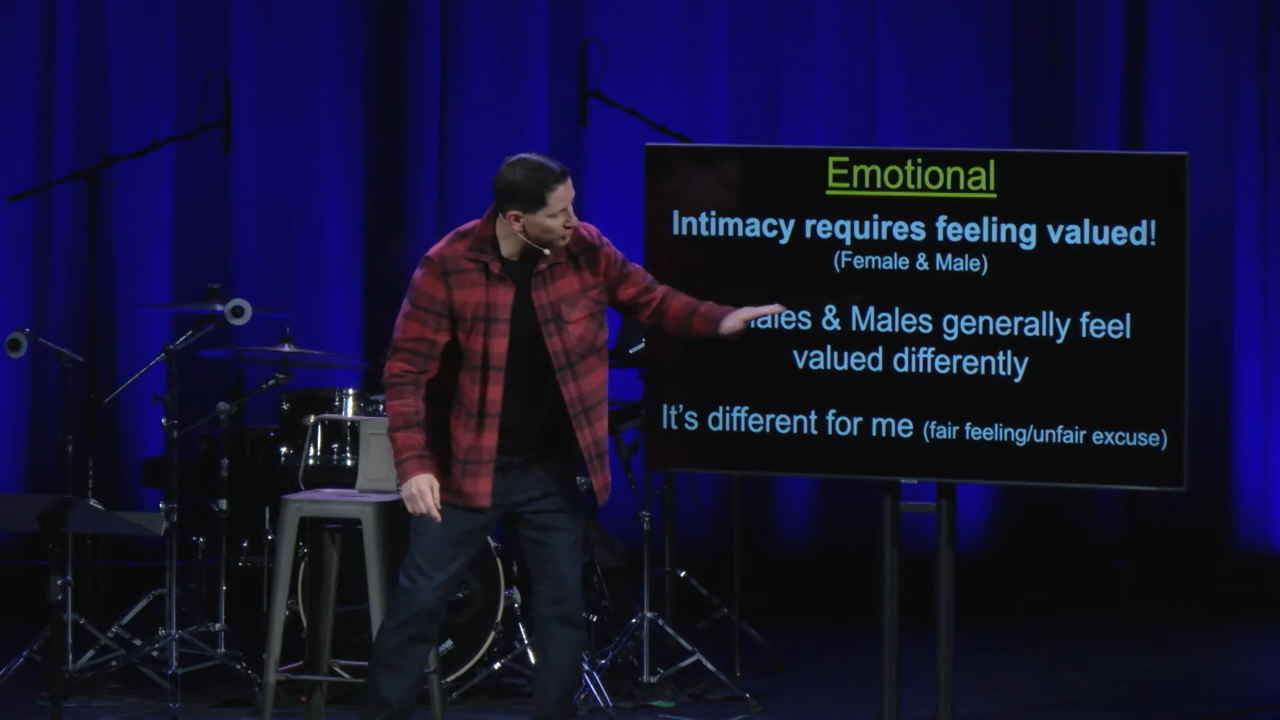 Emotional
Intimacy requires feeling valued!
(Female & Male)
& Males generally feel
valued differently
It's different for me (fair feeling/unfair excuse)